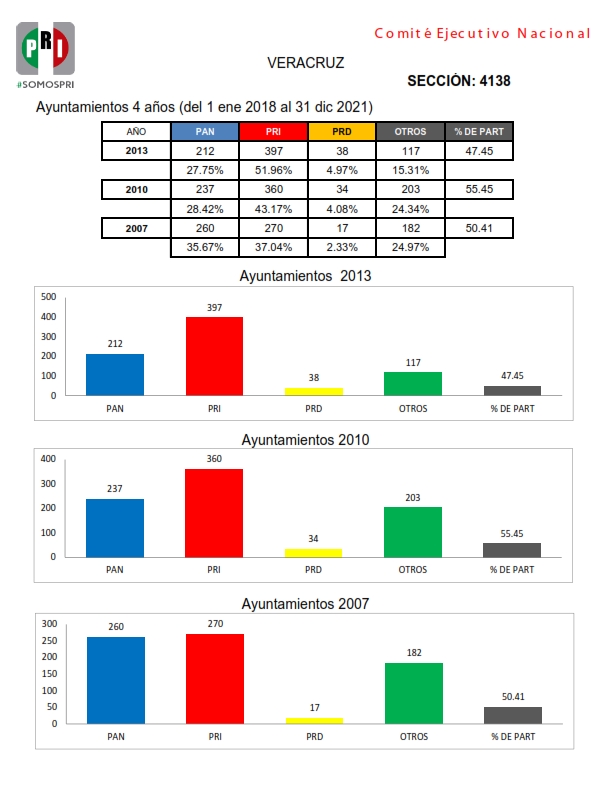 Comité Ejecutivo Nacional
PRI
#SOMOSPRI
VERACRUZ
SECCIÓN: 4138
Ayuntamientos 4 años (del 1 ene 2018 al 31 dic 2021)
AÑO PAN PRI PRD OTROS % DE PART
2013 212 397 38 117 47.45
27.75% 51.96% 4.97% 15.31%
2010 237 360 34 203 55.45
28.42% 43.17% 4.08% 24.34%
2007 260 270 17 182 50.41
35.67% 37.04% 2.33% 24.97%
Ayuntamientos 2013
500
400
300
200
100
0
212 397 38 117 47.45
PAN PRI PRD OTROS % DE PART
Ayuntamientos 2010
400
300
200
100
0
237 360 34 203 55.45
PAN PRI PRD OTROS % DE PART
Ayuntamientos 2007
300
250
200
150
100
50
0
260 270 17 182 50.41
PAN PRI PRD OTROS % DE PART